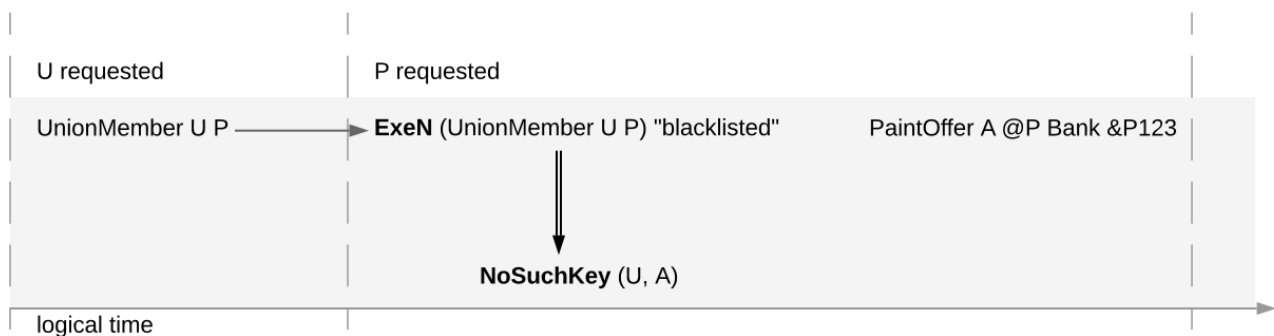 U requested
P requested
UnionMember U P
ExeN (UnionMember U P) "blacklisted"
PaintOffer A @P Bank &P123
NoSuchKey (U, A)
logical time